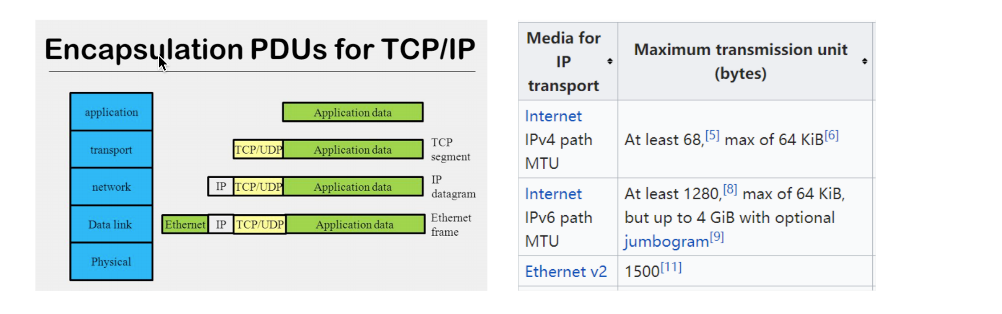 Encapsulation PDUs for TCP/IP
application
Application data
transport
TCP/UDP Application data
TCP
segment
network
IP TCP/UDP Application data
IP
datagram
Data link
Ethernet IP TCP/UDP Application data
Ethernet
frame
Physical
Media for
IP
transport
Maximum transmission unit
(bytes)
Internet
IPv4 path
MTU
At least 68,[5] max of 64 KiB[6]
Internet
IPv6 path
MTU
At least 1280,[8] max of 64 KiB,
but up to 4 GiB with optional
jumbogram[9]
Ethernet v2
1500[11]